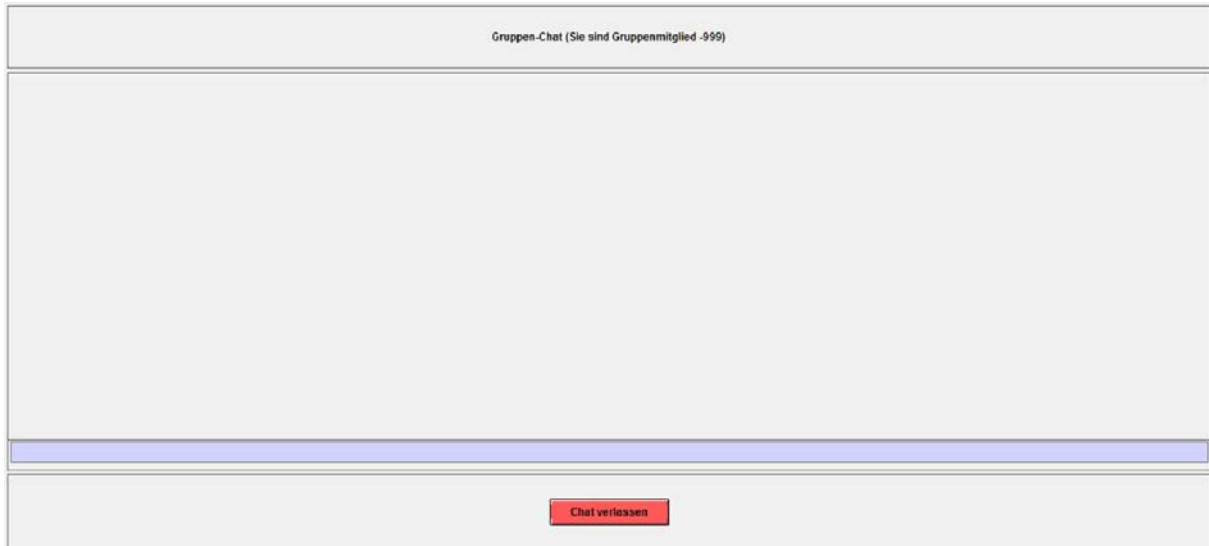 Gruppen-Chat (Sie sind Gruppenmitglied -999)
Chat verlassen